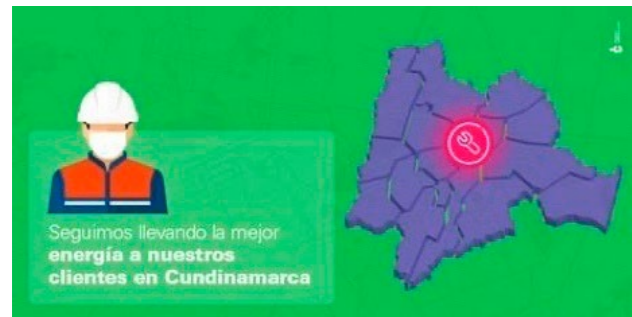 Seguimos llevando la mejor
energía a nuestros
clientes en Cundinamarca